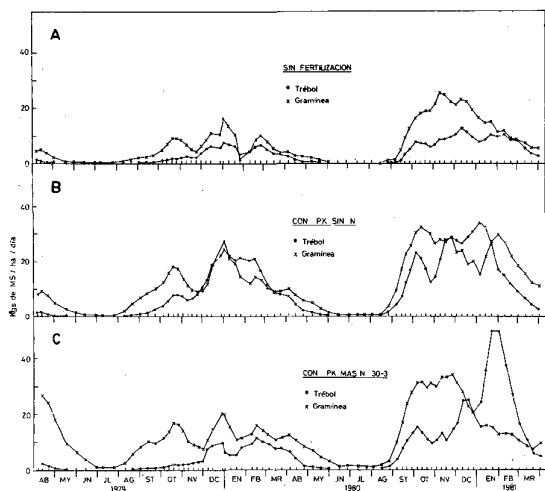 A
SIN FERTILIZACION
• Trébol
× Gramínea
40
20
0
B
CON PK SIN N
• Trébol
× Gramínea
40
20
0
Kgs de MS / ha / día
C
CON PK MAS N 30-3
• Trébol
× Gramínea
40
20
0
AB MY JN JL AG ST OT NV DC EN FB MR AB MY JN JL AG ST OT NV DC EN FB MR
1979 1980 1981